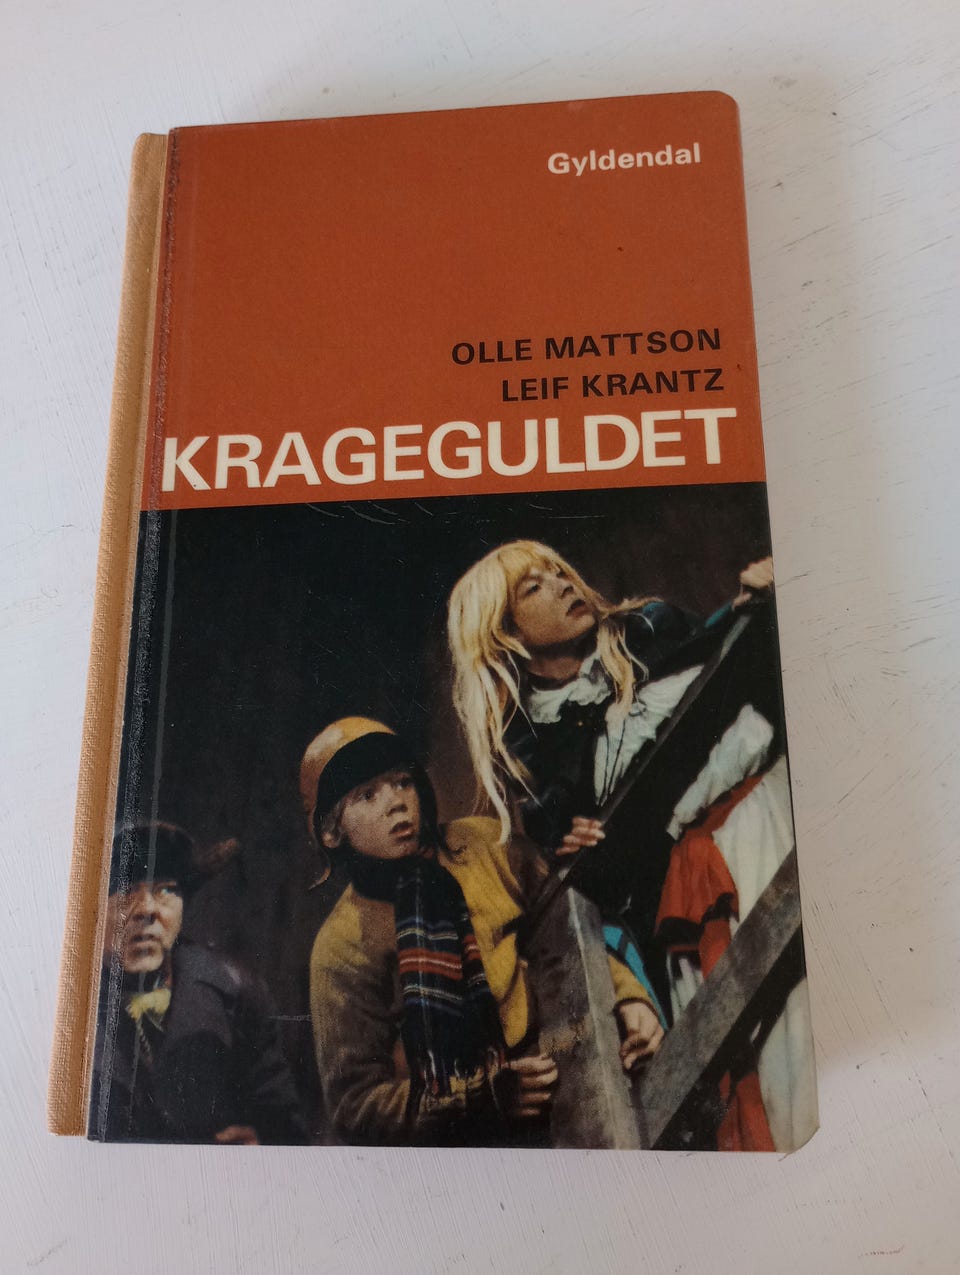 Gyldendal
OLLE MATTSON
LEIF KRANTZ
KRAGEGULDET